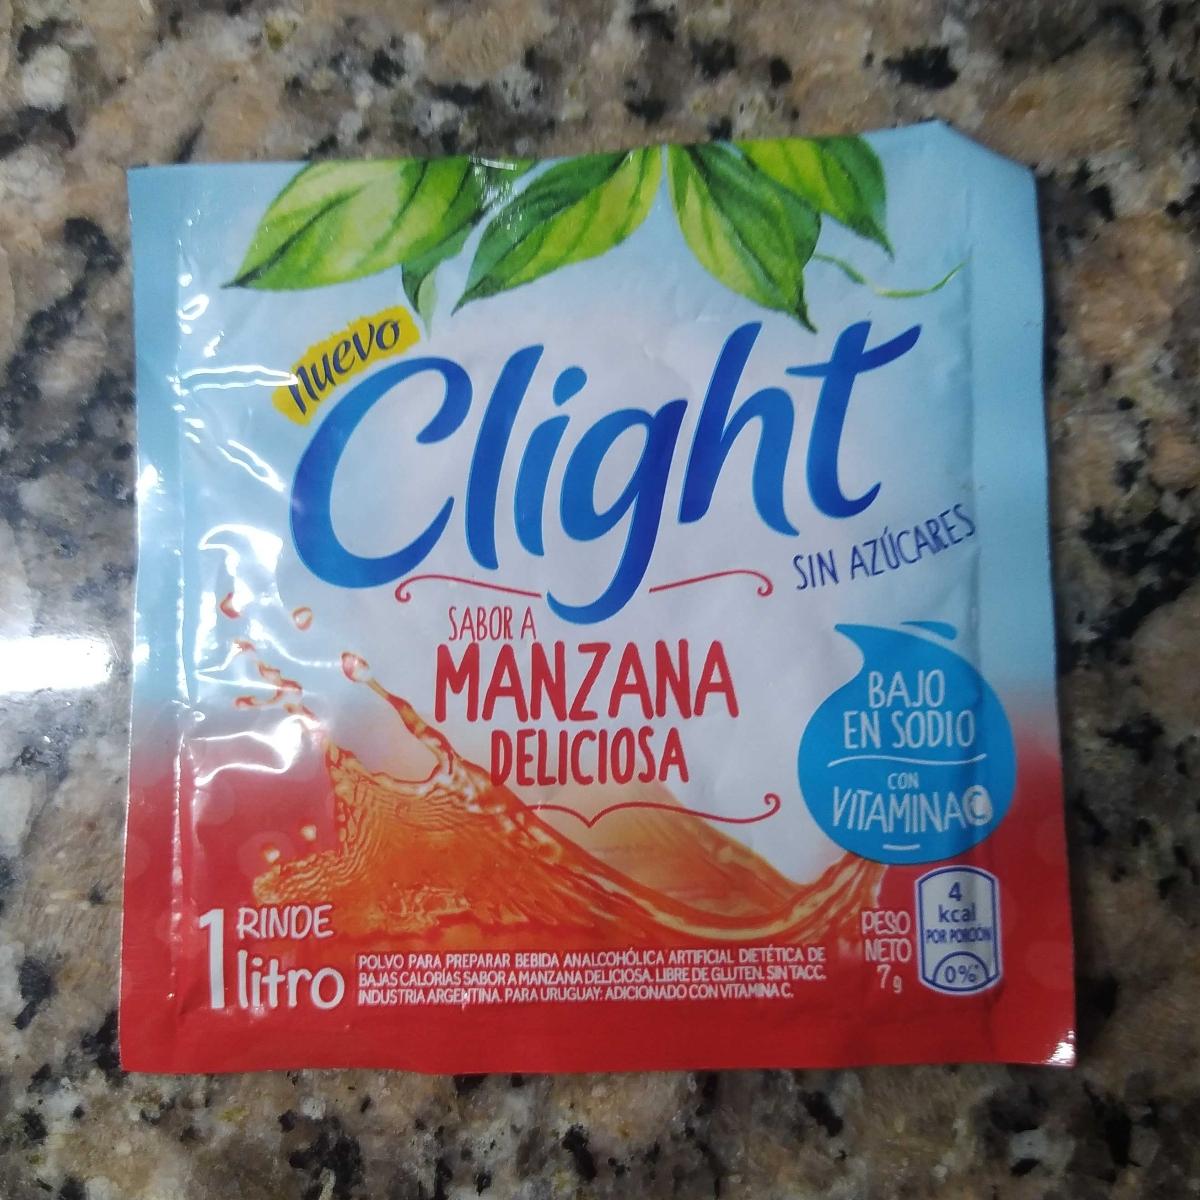 nuevo
Clight
SIN AZÚCARES
SABOR A
MANZANA
DELICIOSA
BAJO
EN SODIO
CON
VITAMINA C
1 RINDE
litro
POLVO PARA PREPARAR BEBIDA ANALCOHÓLICA ARTIFICIAL DIETÉTICA DE
BAJAS CALORÍAS SABOR A MANZANA DELICIOSA. LIBRE DE GLUTEN. SIN TACC.
INDUSTRIA ARGENTINA. PARA URUGUAY: ADICIONADO CON VITAMINA C.
PESO
NETO
7g
4
kcal
POR PORCIÓN
0%*